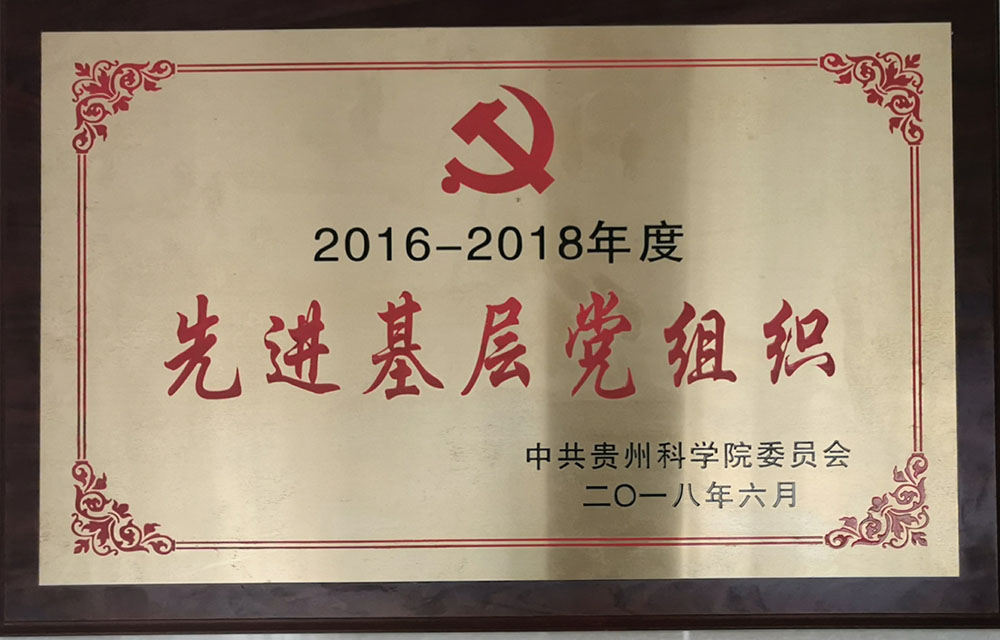 2016-2018年度
先进基层党组织
中共贵州科学院委员会
二〇一八年六月